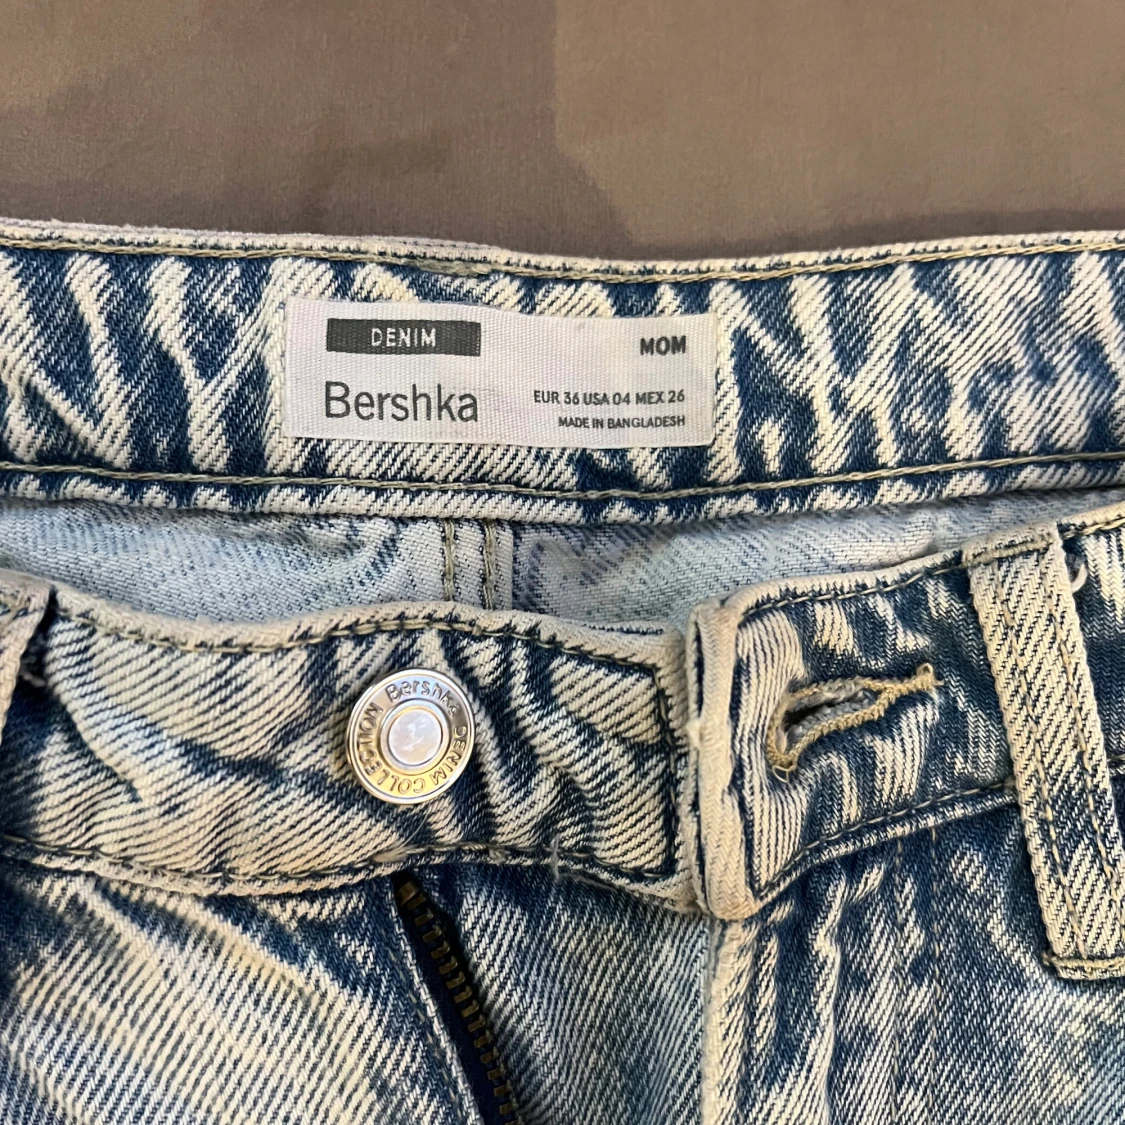 DENIM
MOM
Bershka
EUR 36 USA 04 MEX 26
MADE IN BANGLADESH
Bershka DENIM COLLECTION